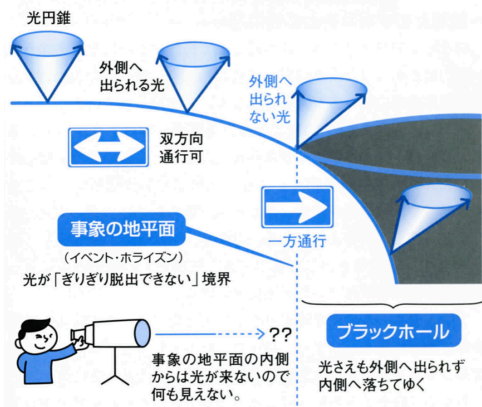 光円錐
外側へ
出られる光
外側へ
出られ
ない光
双方向
通行可
一方通行
事象の地平面
(イベント・ホライズン)
光が「ぎりぎり脱出できない」境界
??
事象の地平面の内側
からは光が来ないので
何も見えない。
ブラックホール
光さえも外側へ出られず
内側へ落ちてゆく